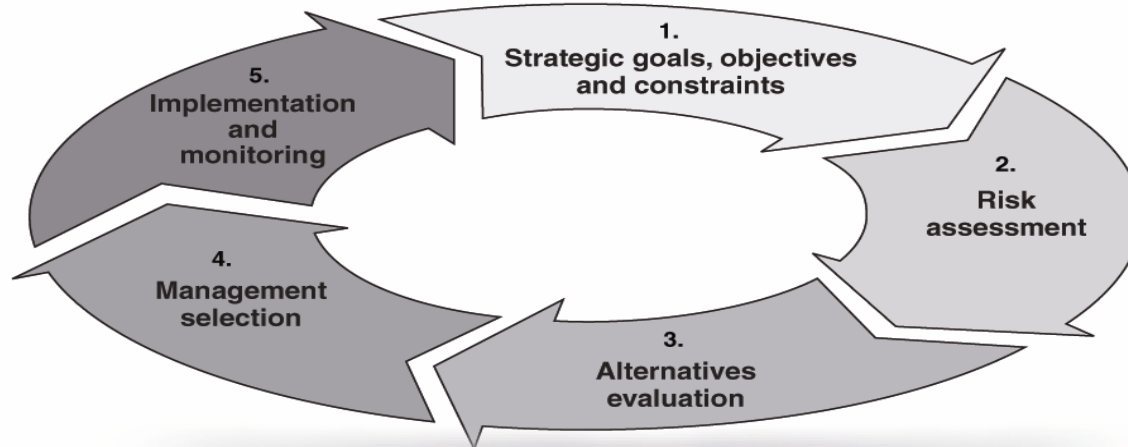 1.
Strategic goals, objectives
and constraints
2.
Risk
assessment
3.
Alternatives
evaluation
4.
Management
selection
5.
Implementation
and
monitoring